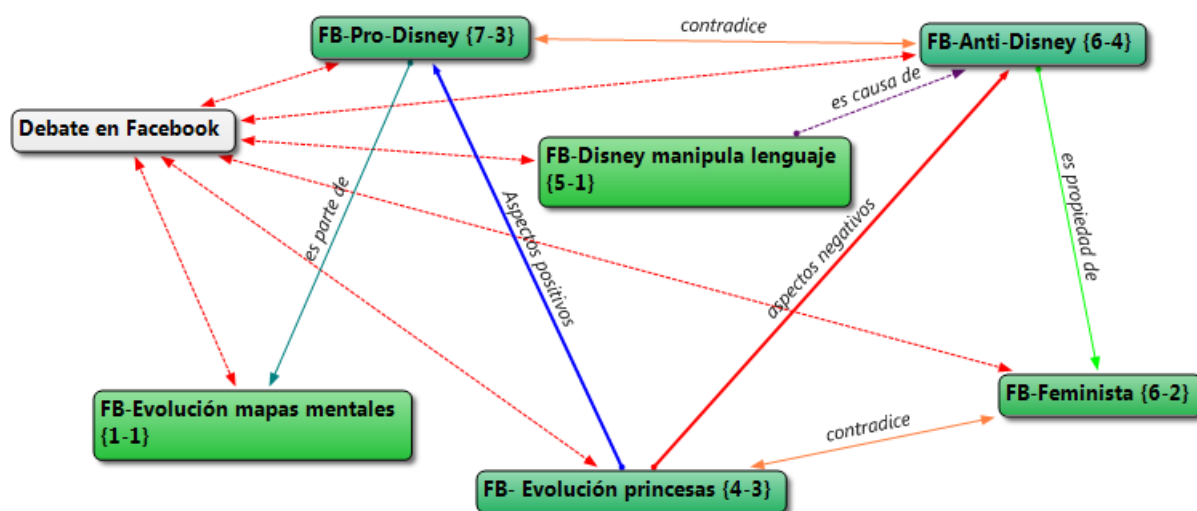 FB-Pro-Disney {7-3}
contradice
FB-Anti-Disney {6-4}
es causa de
Debate en Facebook
FB-Disney manipula lenguaje
{5-1}
es parte de
Aspectos positivos
aspectos negativos
es propiedad de
FB-Evolución mapas mentales
{1-1}
FB-Feminista {6-2}
contradice
FB- Evolución princesas {4-3}